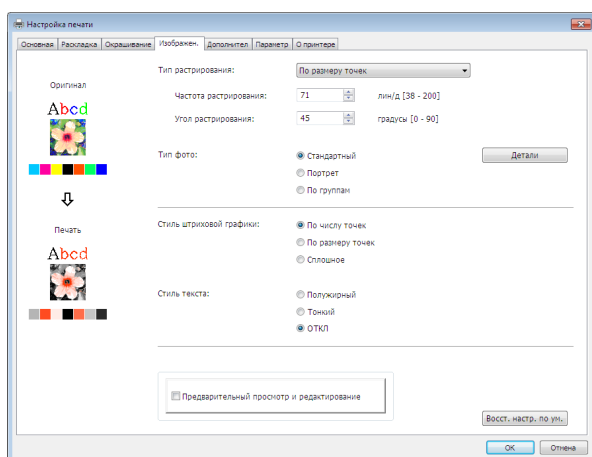 Настройка печати
Основная Раскладка Окрашивание Изображен. Дополнител Параметр О принтере
Тип растрирования: По размеру точек
Оригинал
Частота растрирования: 71 лин/д [38 - 200]
Abcd
Угол растрирования: 45 градусы [0 - 90]
Тип фото: Стандартный Детали
Портрет
По группам
Стиль штриховой графики: По числу точек
Печать
По размеру точек
Abcd
Сплошное
Стиль текста: Полужирный
Тонкий
ОТКЛ
Предварительный просмотр и редактирование
Восст. настр. по ум.
OK Отмена